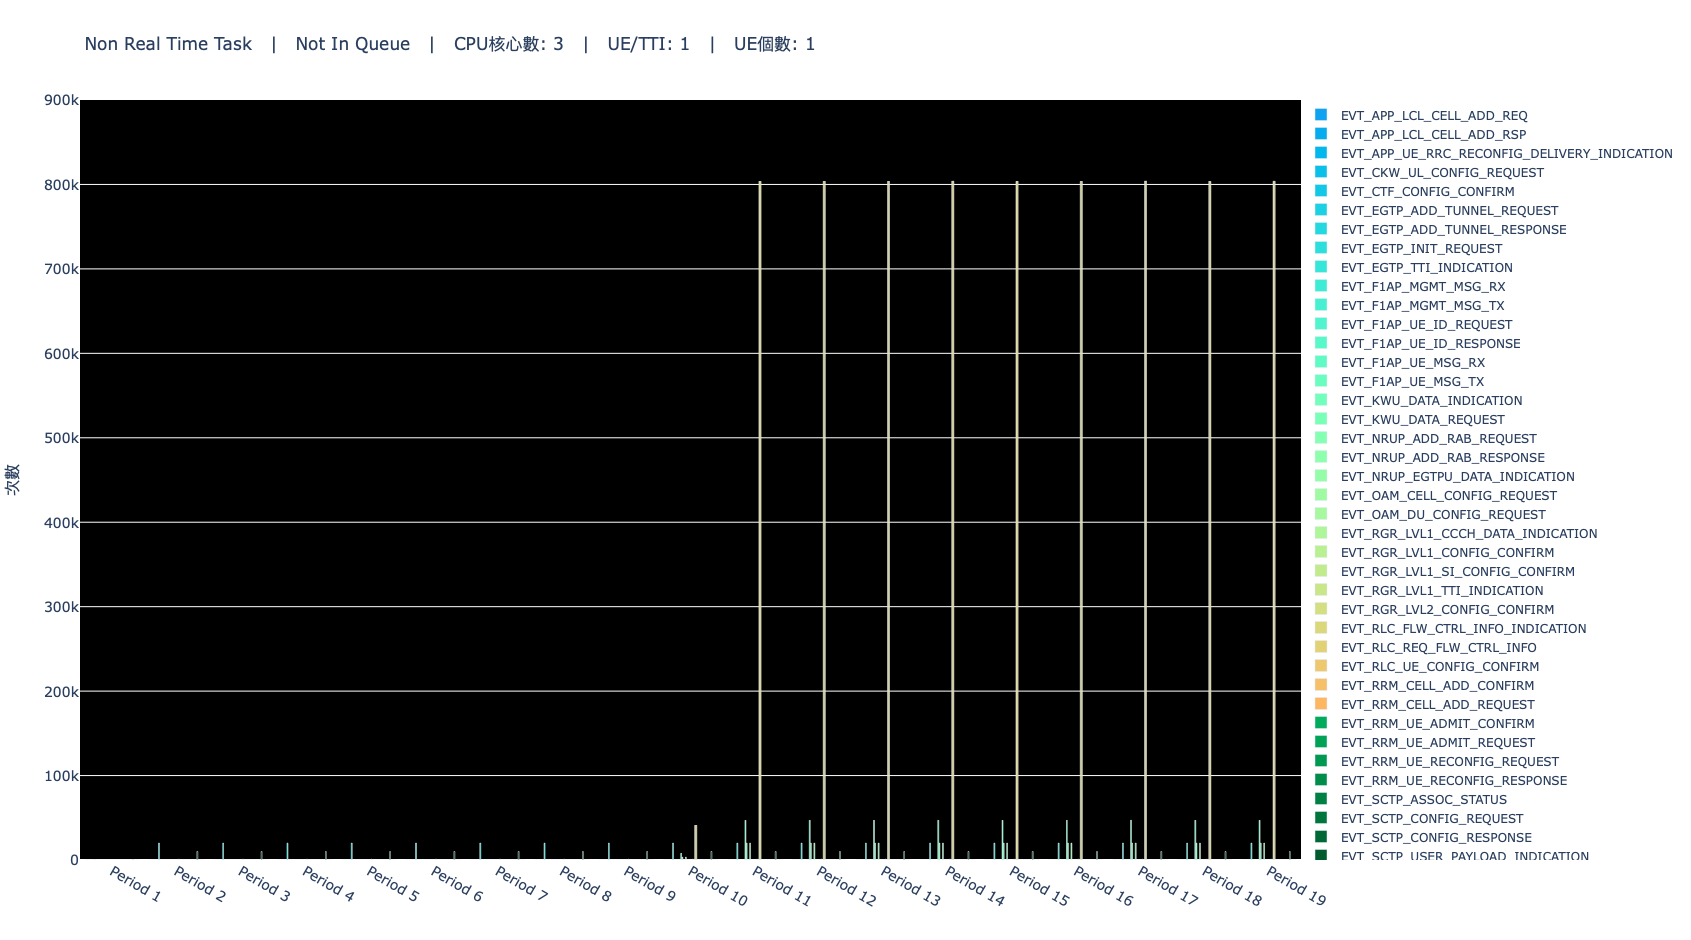 Non Real Time Task | Not In Queue | CPU核心數: 3 | UE/TTI: 1 | UE個數: 1
900k
800k
700k
600k
500k
400k
300k
200k
100k
0
次數
Period 1
Period 2
Period 3
Period 4
Period 5
Period 6
Period 7
Period 8
Period 9
Period 10
Period 11
Period 12
Period 13
Period 14
Period 15
Period 16
Period 17
Period 18
Period 19
EVT_APP_LCL_CELL_ADD_REQ
EVT_APP_LCL_CELL_ADD_RSP
EVT_APP_UE_RRC_RECONFIG_DELIVERY_INDICATION
EVT_CKW_UL_CONFIG_REQUEST
EVT_CTF_CONFIG_CONFIRM
EVT_EGTP_ADD_TUNNEL_REQUEST
EVT_EGTP_ADD_TUNNEL_RESPONSE
EVT_EGTP_INIT_REQUEST
EVT_EGTP_TTI_INDICATION
EVT_F1AP_MGMT_MSG_RX
EVT_F1AP_MGMT_MSG_TX
EVT_F1AP_UE_ID_REQUEST
EVT_F1AP_UE_ID_RESPONSE
EVT_F1AP_UE_MSG_RX
EVT_F1AP_UE_MSG_TX
EVT_KWU_DATA_INDICATION
EVT_KWU_DATA_REQUEST
EVT_NRUP_ADD_RAB_REQUEST
EVT_NRUP_ADD_RAB_RESPONSE
EVT_NRUP_EGTPU_DATA_INDICATION
EVT_OAM_CELL_CONFIG_REQUEST
EVT_OAM_DU_CONFIG_REQUEST
EVT_RGR_LVL1_CCCH_DATA_INDICATION
EVT_RGR_LVL1_CONFIG_CONFIRM
EVT_RGR_LVL1_SI_CONFIG_CONFIRM
EVT_RGR_LVL1_TTI_INDICATION
EVT_RGR_LVL2_CONFIG_CONFIRM
EVT_RLC_FLW_CTRL_INFO_INDICATION
EVT_RLC_REQ_FLW_CTRL_INFO
EVT_RLC_UE_CONFIG_CONFIRM
EVT_RRM_CELL_ADD_CONFIRM
EVT_RRM_CELL_ADD_REQUEST
EVT_RRM_UE_ADMIT_CONFIRM
EVT_RRM_UE_ADMIT_REQUEST
EVT_RRM_UE_RECONFIG_REQUEST
EVT_RRM_UE_RECONFIG_RESPONSE
EVT_SCTP_ASSOC_STATUS
EVT_SCTP_CONFIG_REQUEST
EVT_SCTP_CONFIG_RESPONSE
EVT_SCTP_USER_PAYLOAD_INDICATION